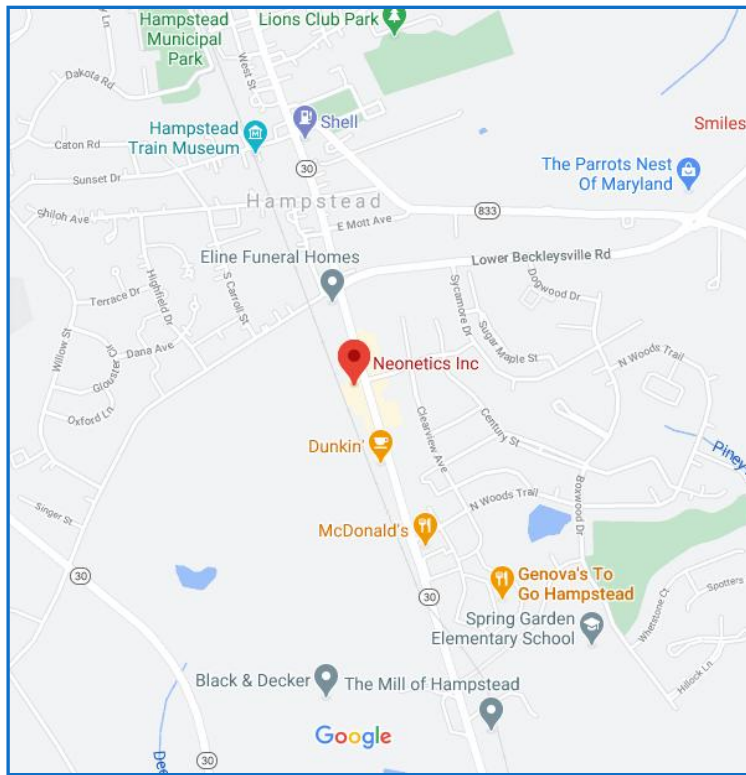 Hampstead
Municipal
Park
Lions Club Park
West St
Dakota Rd
Hampstead
Train Museum
Shell
Smiles
Caton Rd
30
The Parrots Nest
Of Maryland
Sunset Dr
Hampstead
833
Shiloh Ave
E Mott Ave
Eline Funeral Homes
Lower Beckleysville Rd
Terrace Dr
Highfield Dr
S Carroll St
Sycamore Dr
Dogwood Dr
Willow St
Glouster Cir
Dana Ave
Neonetics Inc
Sugar Maple St
N Woods Trail
Oxford Ln
Clearview Ave
Century St
Dunkin'
Piney
Singer St
N Woods Trail
Boxwood Dr
McDonald's
30
30
Genova's To
Go Hampstead
Whetstone Ct
Spotters
Spring Garden
Elementary School
Hillock Ln
Black & Decker
The Mill of Hampstead
Google
30
Dee